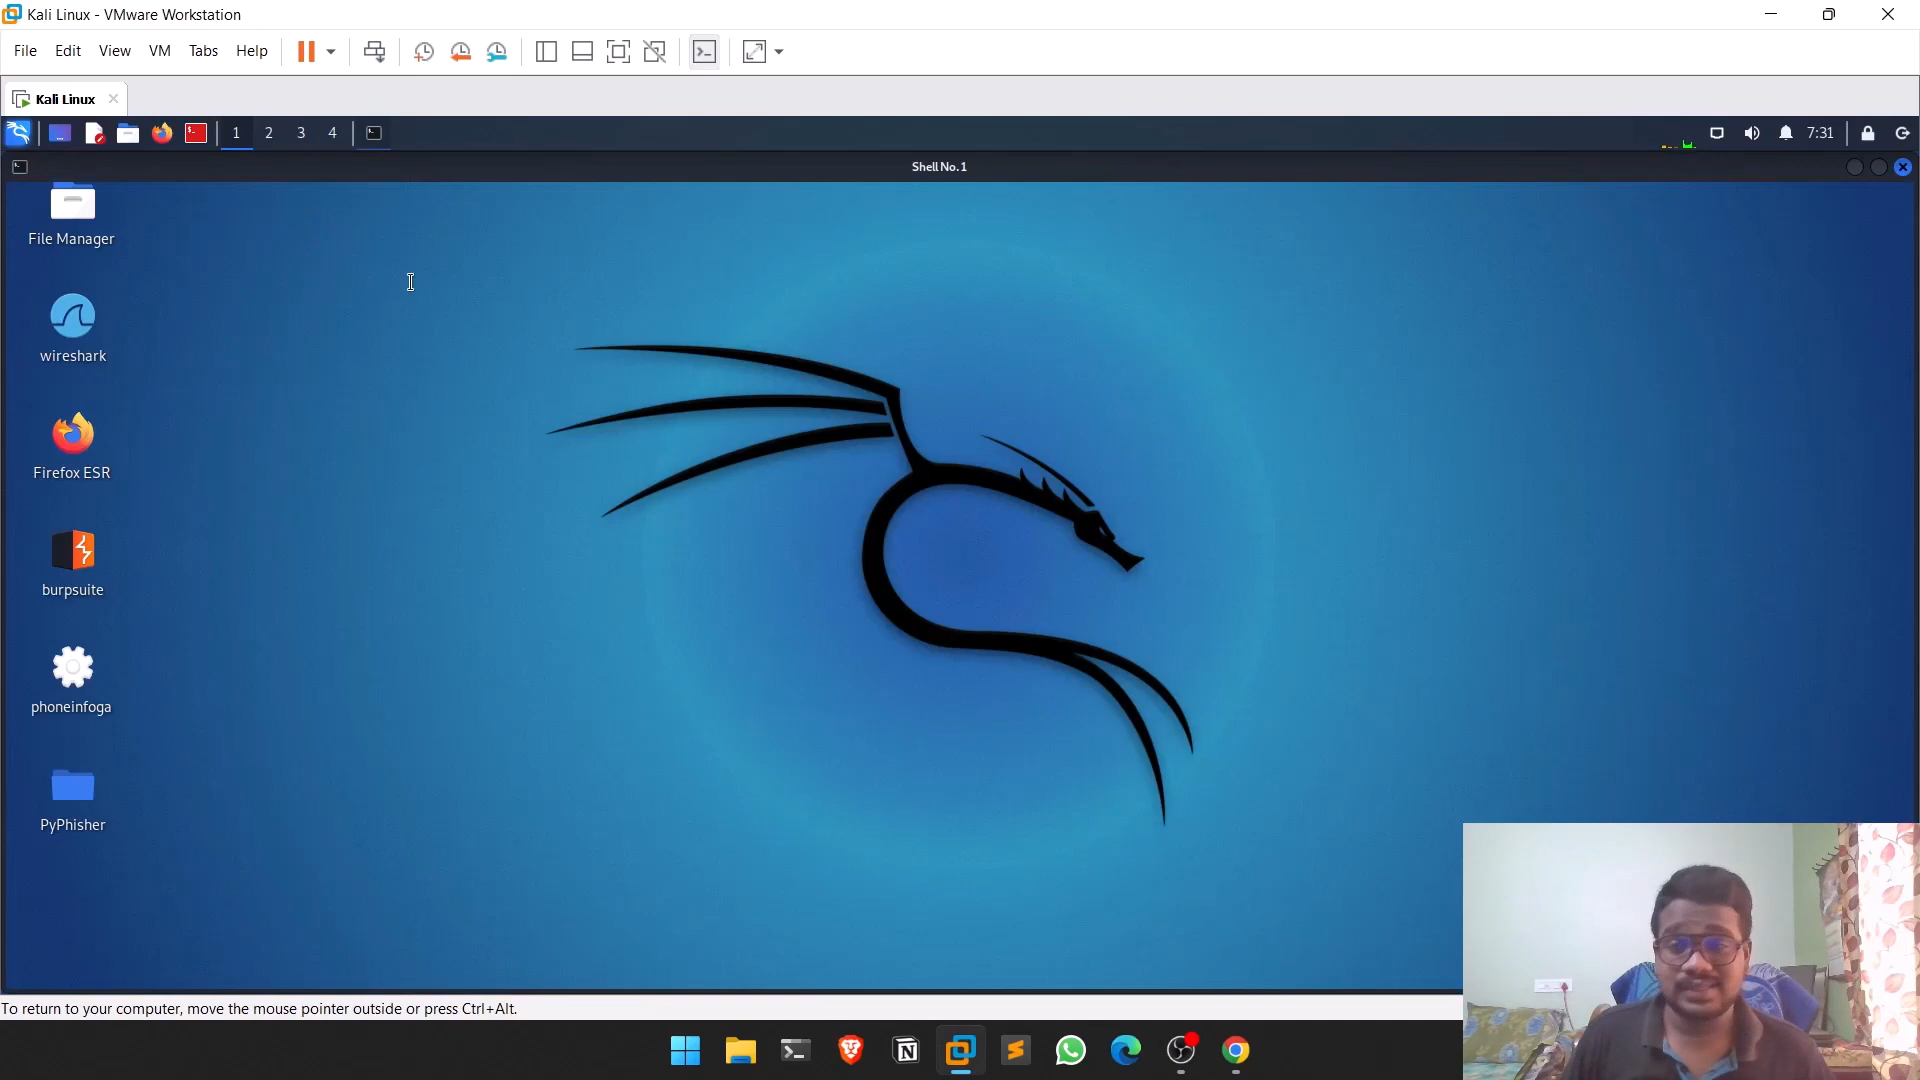 Kali Linux - VMware Workstation
File Edit View VM Tabs Help
Kali Linux
1 2 3 4
7:31
Shell No. 1
File Manager
wireshark
Firefox ESR
burpsuite
phoneinfoga
PyPhisher
To return to your computer, move the mouse pointer outside or press Ctrl+Alt.